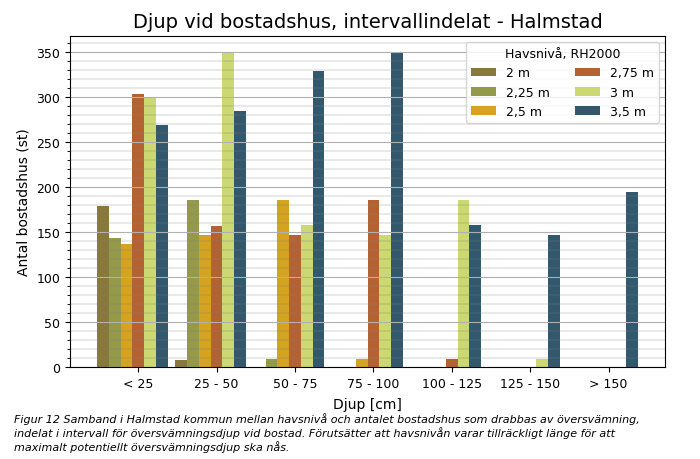 Djup vid bostadshus, intervallindelat - Halmstad
Antal bostadshus (st)
350
300
250
200
150
100
50
0
Havsnivå, RH2000
2 m
2,25 m
2,5 m
2,75 m
3 m
3,5 m
< 25
25 - 50
50 - 75
75 - 100
100 - 125
125 - 150
> 150
Djup [cm]
Figur 12 Samband i Halmstad kommun mellan havsnivå och antalet bostadshus som drabbas av översvämning,
indelat i intervall för översvämningsdjup vid bostad. Förutsätter att havsnivån varar tillräckligt länge för att
maximalt potentiellt översvämningsdjup ska nås.